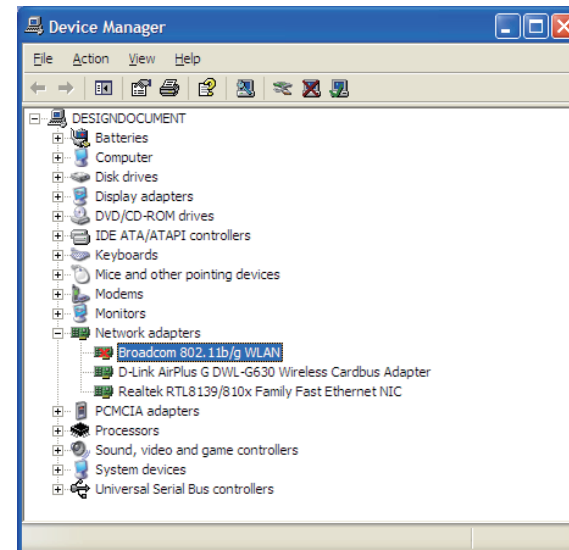 Device Manager
File Action View Help
DESIGNDOCUMENT
Batteries
Computer
Disk drives
Display adapters
DVD/CD-ROM drives
IDE ATA/ATAPI controllers
Keyboards
Mice and other pointing devices
Modems
Monitors
Network adapters
Broadcom 802.11b/g WLAN
D-Link AirPlus G DWL-G630 Wireless Cardbus Adapter
Realtek RTL8139/810x Family Fast Ethernet NIC
PCMCIA adapters
Processors
Sound, video and game controllers
System devices
Universal Serial Bus controllers